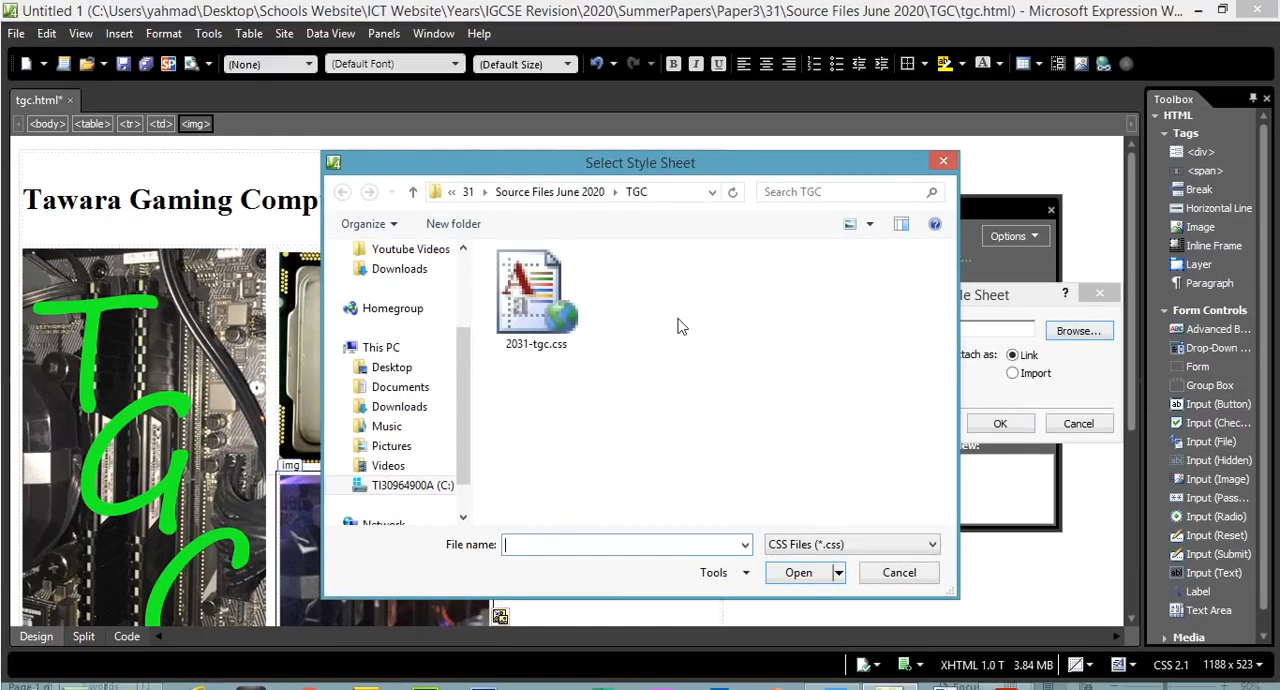 Untitled 1 (C:\Users\yahmad\Desktop\Schools Website\ICT Website\Years\IGCSE Revision\2020\SummerPapers\Paper3\31\Source Files June 2020\TGC\tgc.html) - Microsoft Expression W...
File Edit View Insert Format Tools Table Site Data View Panels Window Help
(None) (Default Font) (Default Size) B I U A
tgc.html*
<body> <table> <tr> <td> <img>
Tawara Gaming Comp
TGC
img
Select Style Sheet
« 31 Source Files June 2020 TGC
Search TGC
Organize New folder
Youtube Videos
Downloads
Homegroup
This PC
Desktop
Documents
Downloads
Music
Pictures
Videos
TI30964900A (C:)
Network
2031-tgc.css
File name:
CSS Files (*.css)
Tools Open Cancel
Options
le Sheet ?
Browse...
tach as: Link
Import
OK Cancel
Toolbox
HTML
Tags
<div>
<span>
Break
Horizontal Line
Image
Inline Frame
Layer
Paragraph
Form Controls
Advanced B...
Drop-Down ...
Form
Group Box
Input (Button)
Input (Chec...
Input (File)
Input (Hidden)
Input (Image)
Input (Pass...
Input (Radio)
Input (Reset)
Input (Submit)
Input (Text)
Label
Text Area
Media
Design Split Code
XHTML 1.0 T 3.84 MB CSS 2.1 1188 x 523